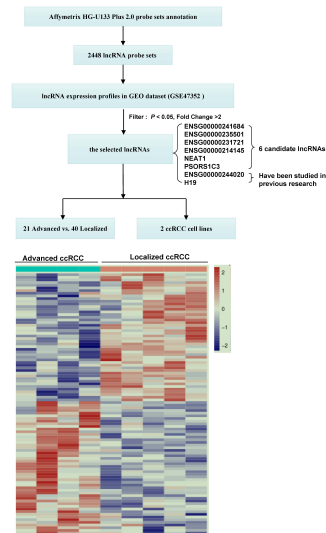 Affymetrix HG-U133 Plus 2.0 probe sets annotation
2448 lncRNA probe sets
lncRNA expression profiles in GEO dataset (GSE47352 )
Filter : P < 0.05, Fold Change >2
the selected lncRNAs
ENSG00000241684
ENSG00000235501
ENSG00000231721
ENSG00000214145
NEAT1
PSORS1C3
ENSG00000244020
H19
6 candidate lncRNAs
Have been studied in
previous research
21 Advanced vs. 40 Localized
2 ccRCC cell lines
Advanced ccRCC
Localized ccRCC
2
1
0
-1
-2